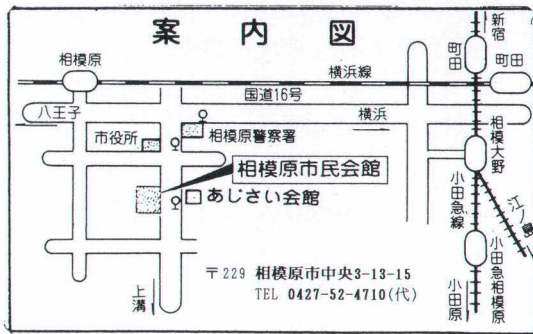 案内図
新宿
町田
町田
相模原
横浜線
国道16号
八王子
横浜
市役所
相模原警察署
相模大野
相模原市民会館
あじさい会館
小田急線
江ノ島
小田急相模原
上溝
小田原
〒229 相模原市中央3-13-15
TEL 0427-52-4710(代)